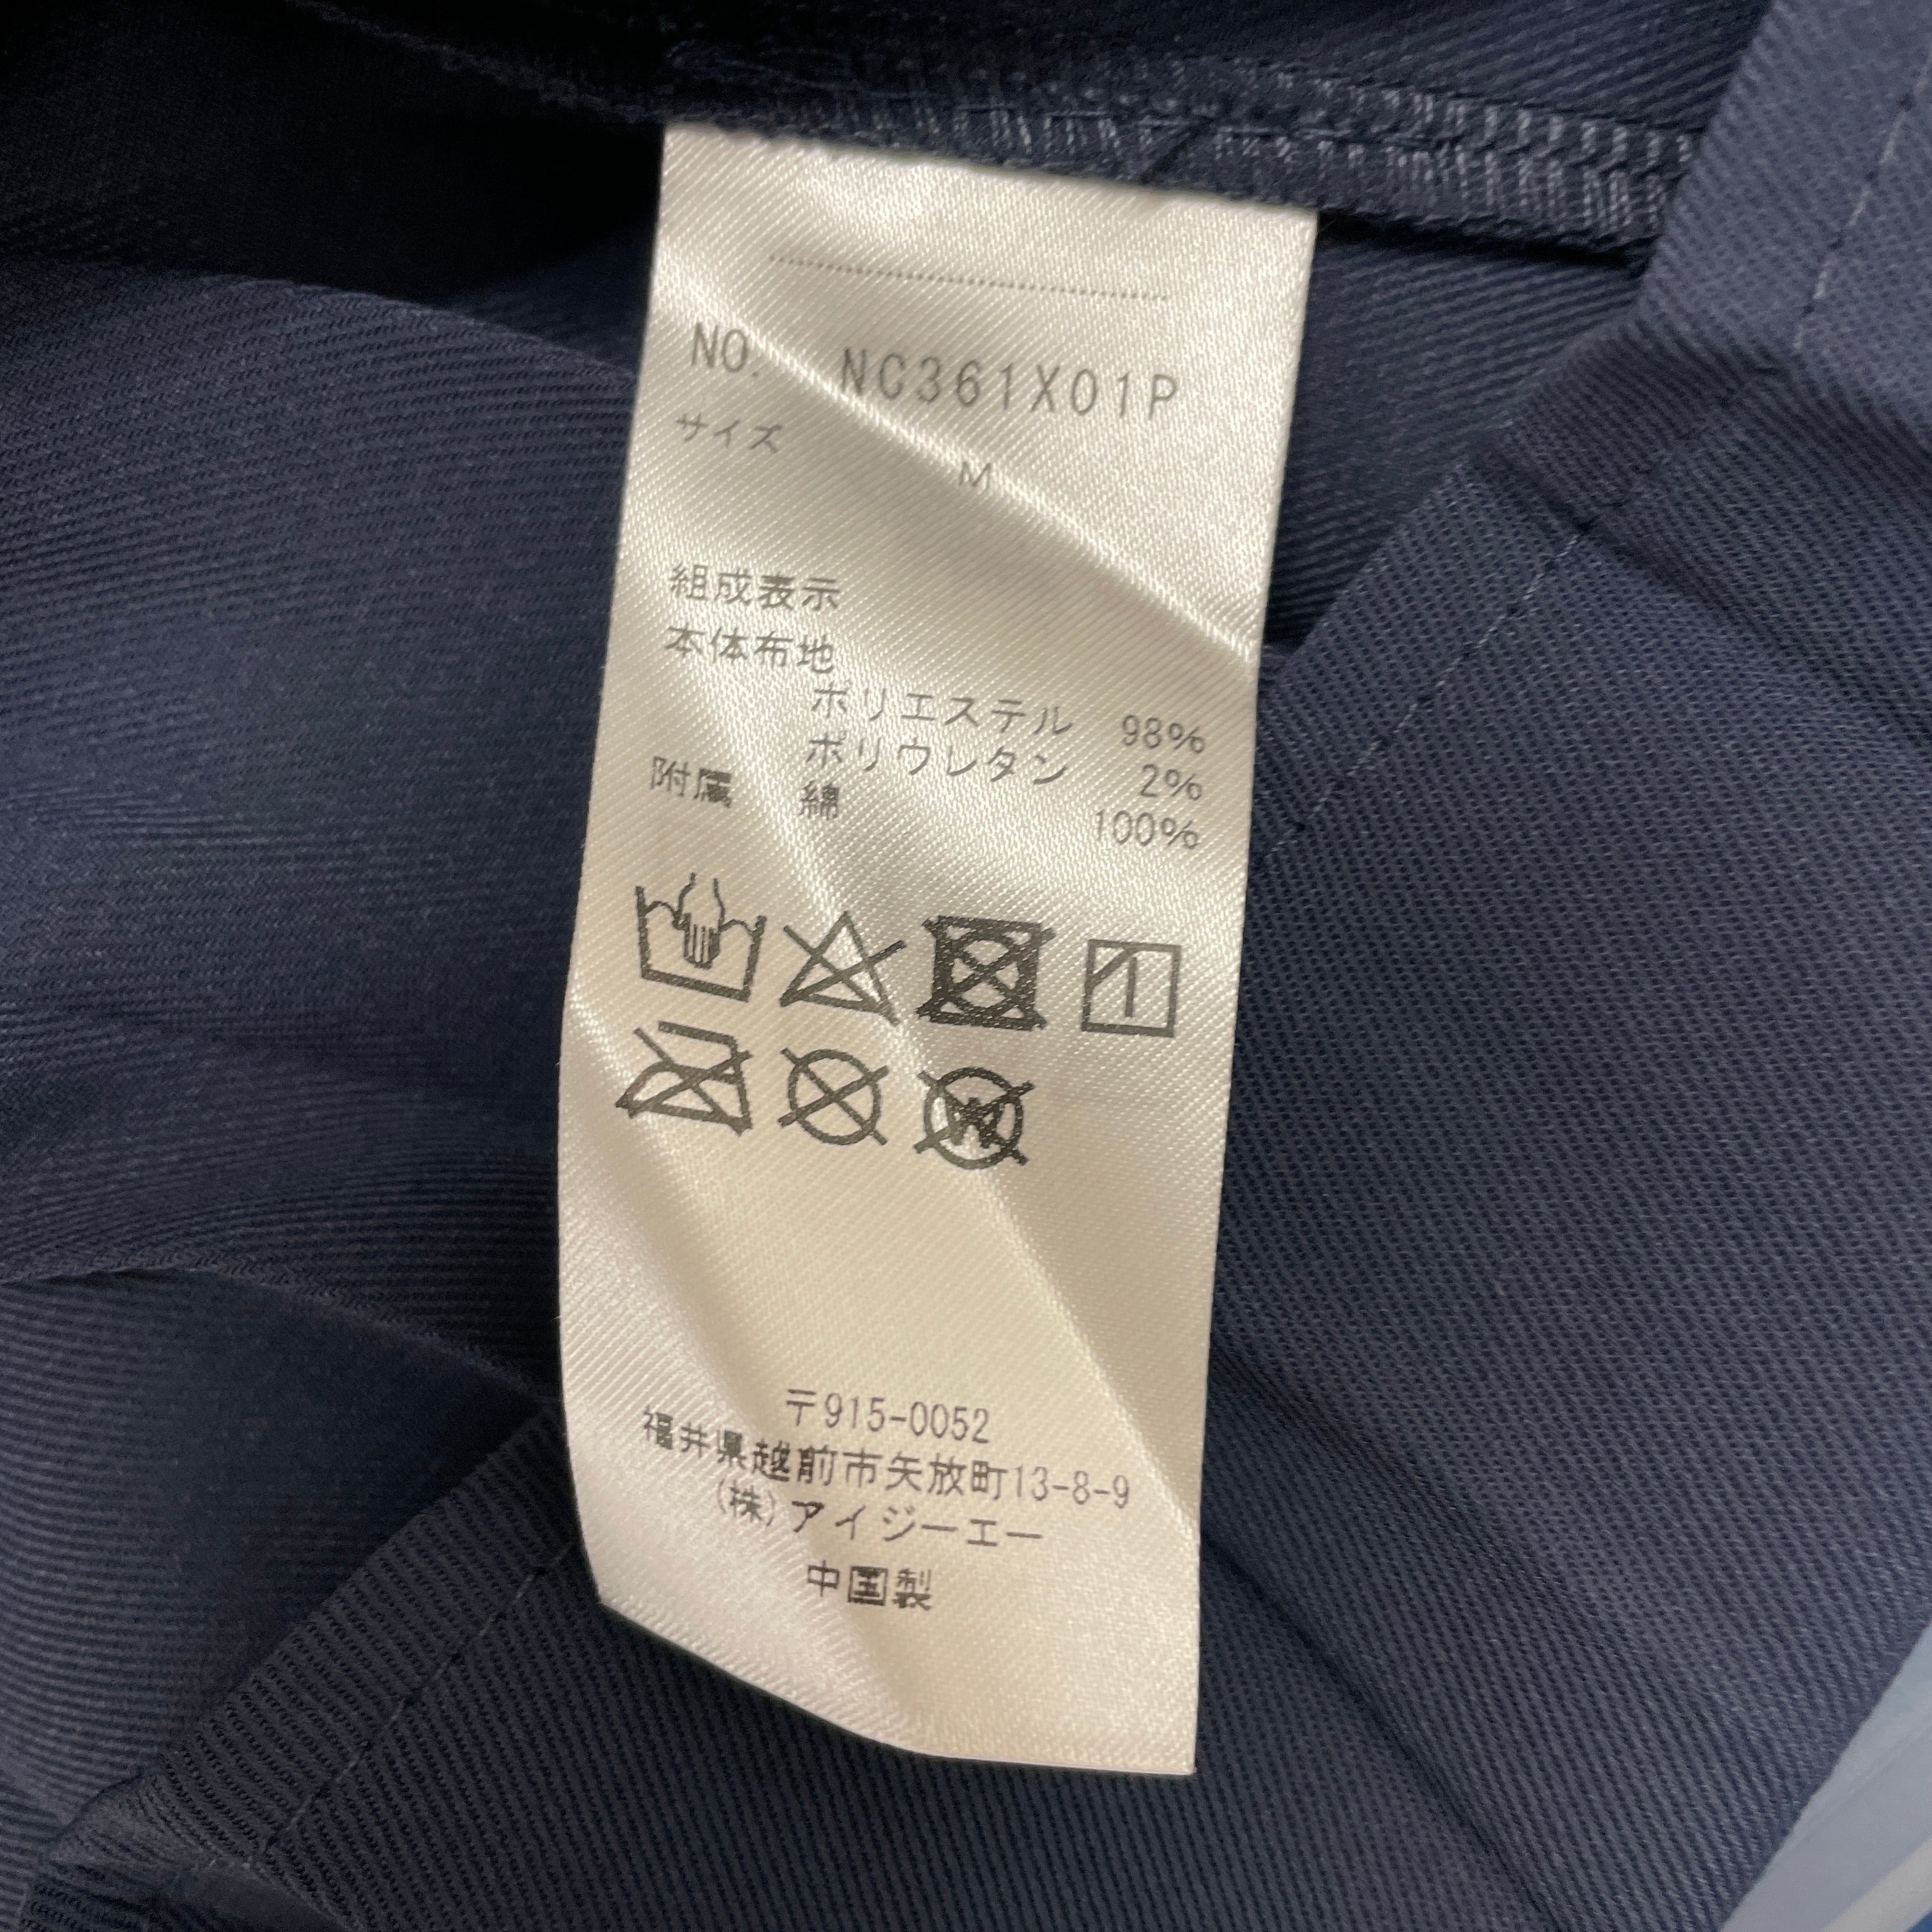 NO. NC361X01P
サイズ M
組成表示
本体布地
ポリエステル 98%
ポリウレタン 2%
附属 綿 100%
W
〒915-0052
福井県越前市矢放町13-8-9
(株)アイジーエー
中国製